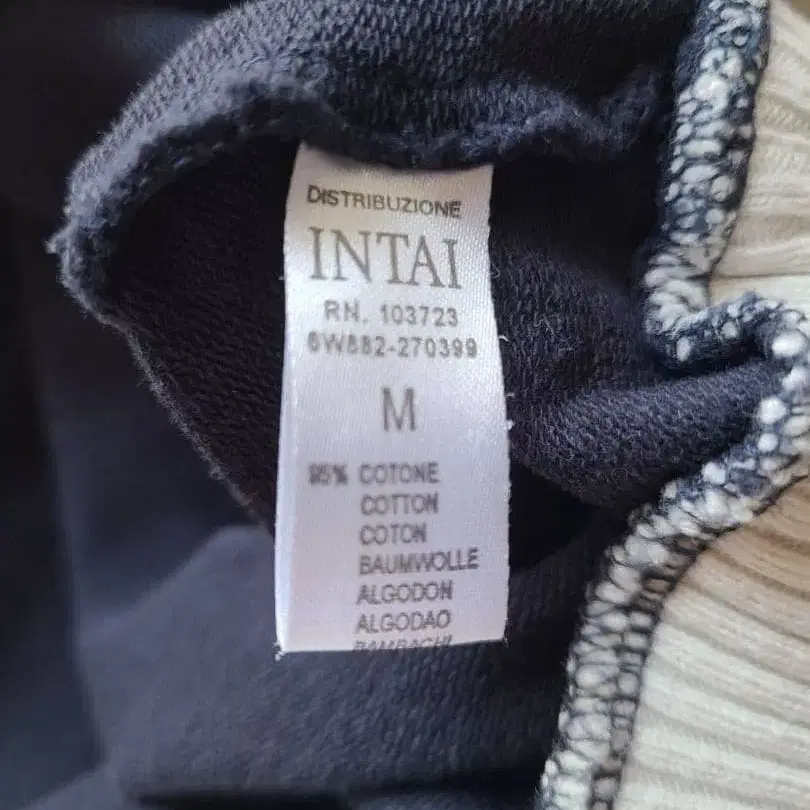 DISTRIBUZIONE
INTAI
RN. 103723
6W882-270399
M
95% COTONE
COTTON
COTON
BAUMWOLLE
ALGODON
ALGODAO